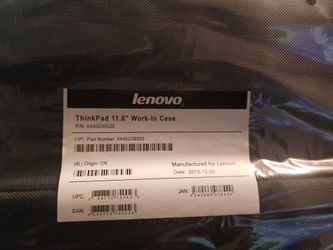 lenovo
ThinkPad 11.6" Work-In Case
P/N: 4X40G39320
(1P) Part Number: 4X40G39320
(4L) Origin: CN
Manufactured for Lenovo
Date: 2015-12-25
UPC:
JAN:
EAN: